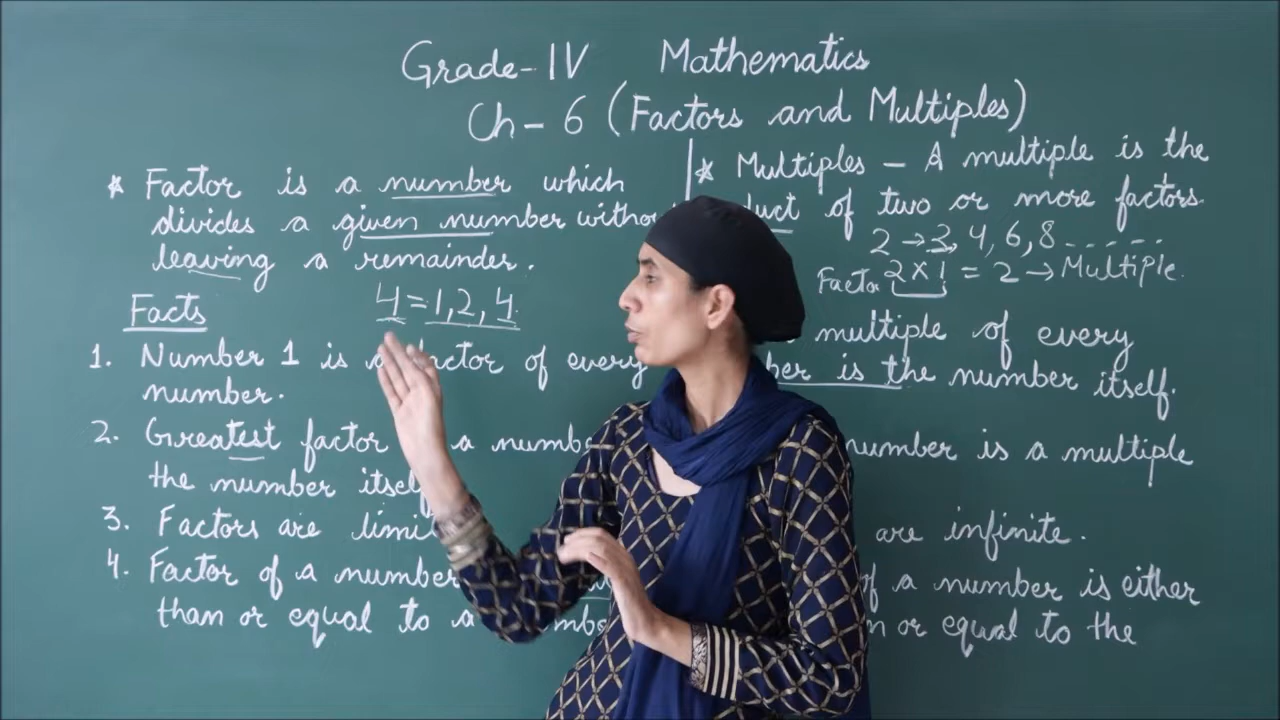 Grade-IV Mathematics
Ch-6 (Factors and Multiples)
* Factor is a number which
divides a given number withou
leaving a remainder.
4=1,2,4
Facts
1. Number 1 is a factor of every
number.
2. Greatest factor a numbe
the number itself
3. Factors are limi
4. Factor of a number
than or equal to a numbe
* Multiples - A multiple is the
duct of two or more factors.
2→2, 4, 6, 8------
Factor 2×1 = 2→Multiple.
multiple of every
ber is the number itself.
number is a multiple
are infinite.
of a number is either
n or equal to the